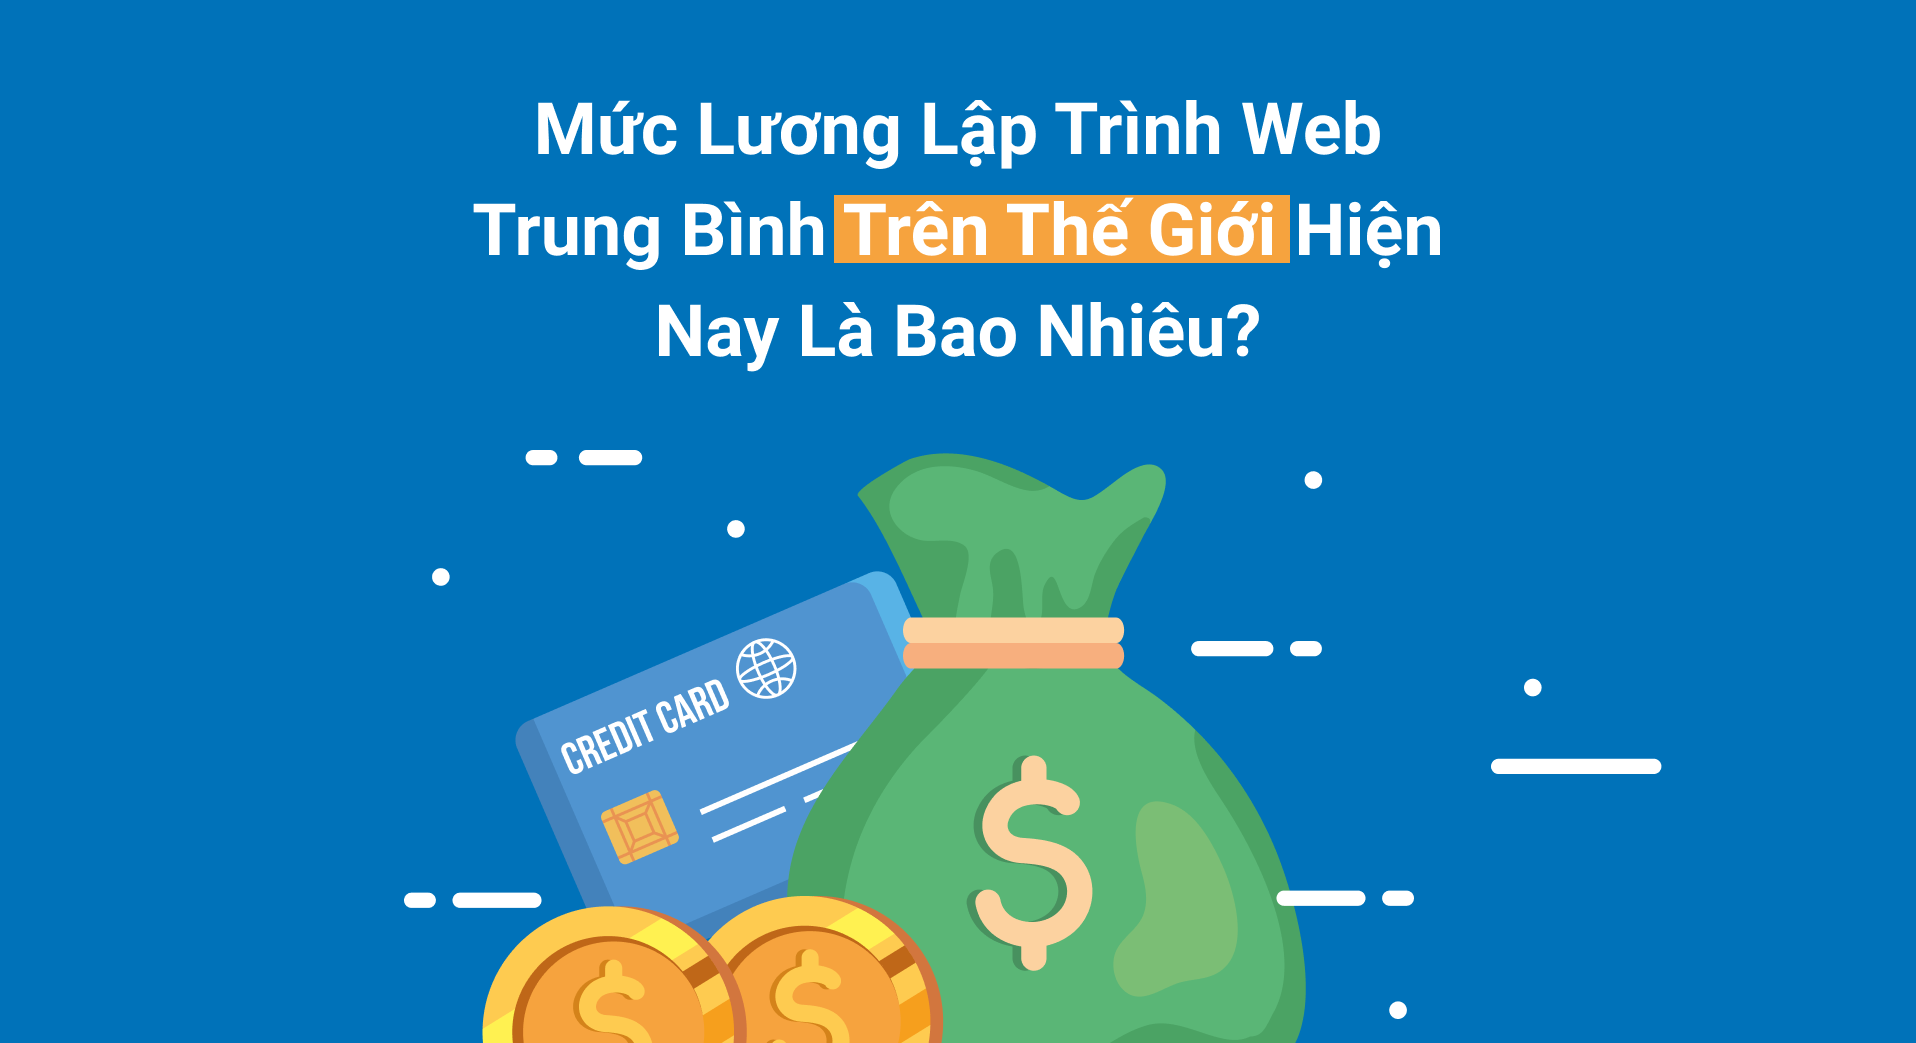 Mức Lương Lập Trình Web
Trung Bình Trên Thế Giới Hiện
Nay Là Bao Nhiêu?
CREDIT CARD
$
$
$